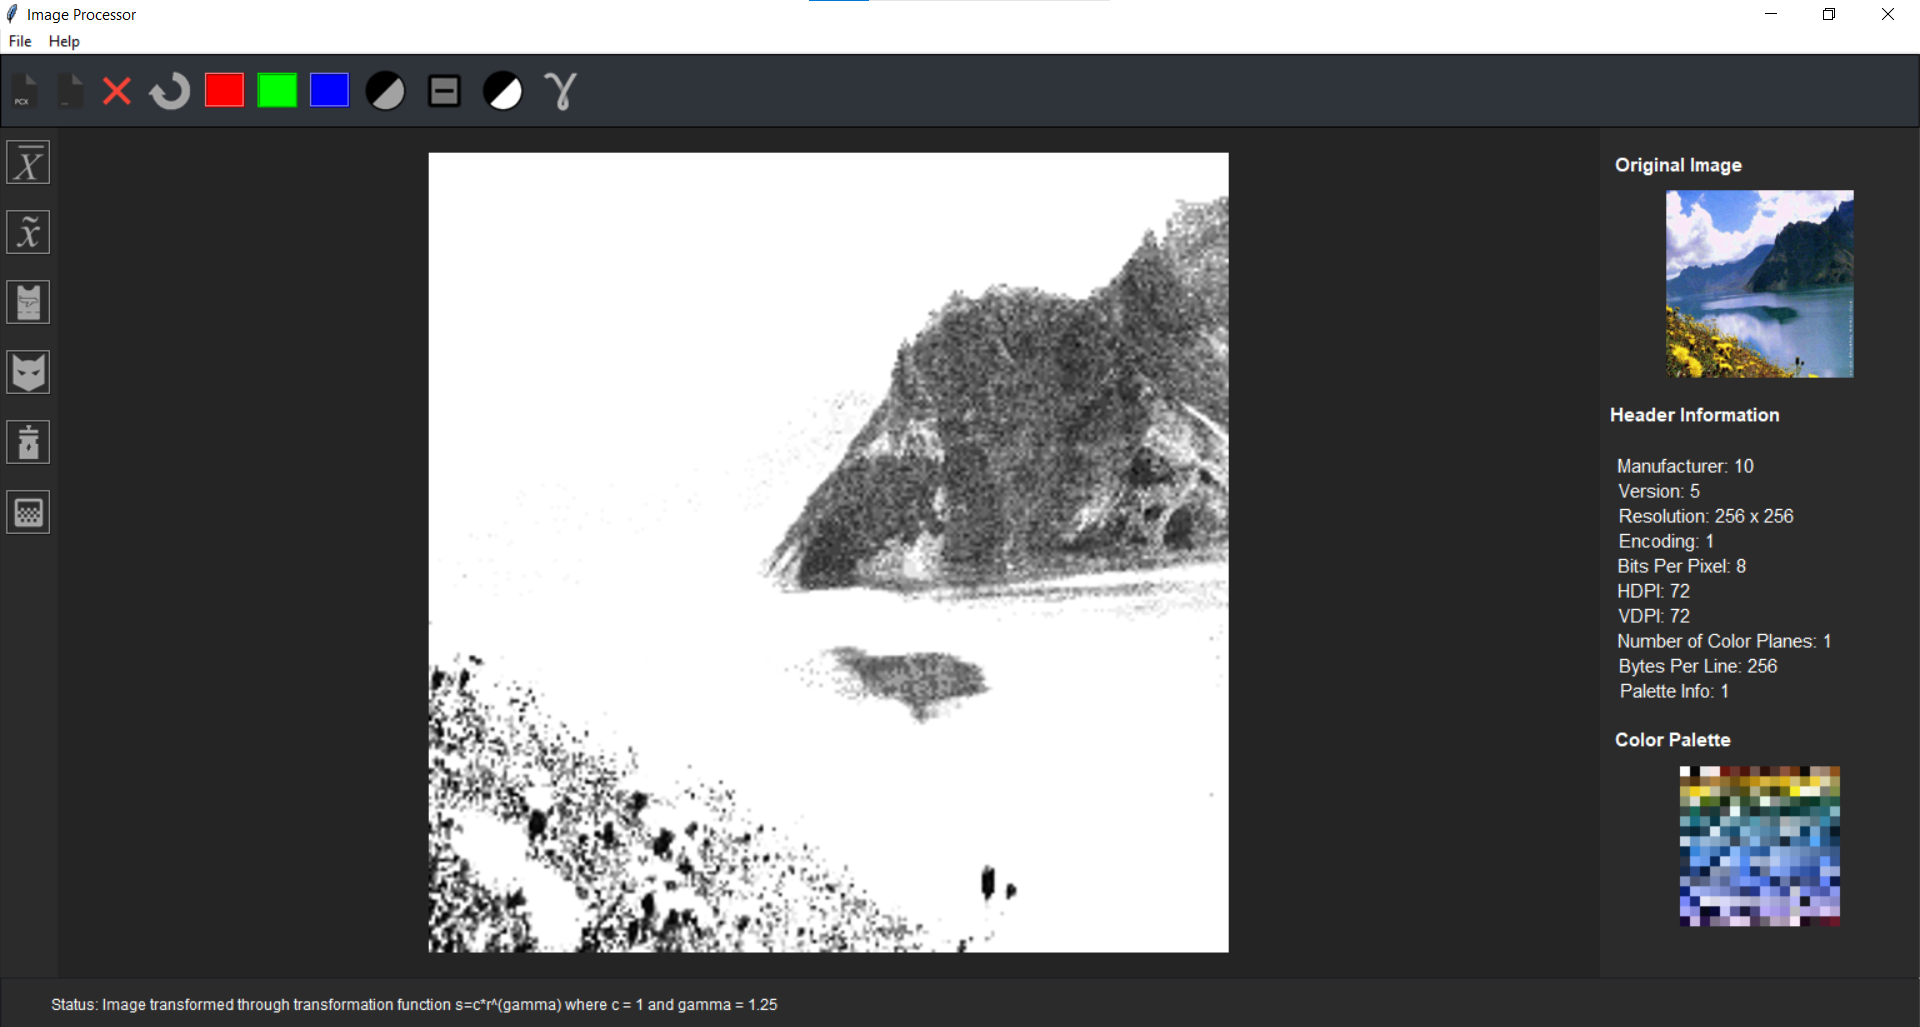 Image Processor
File Help
PCX
γ
X
x̃
Original Image
Header Information
Manufacturer: 10
Version: 5
Resolution: 256 x 256
Encoding: 1
Bits Per Pixel: 8
HDPI: 72
VDPI: 72
Number of Color Planes: 1
Bytes Per Line: 256
Palette Info: 1
Color Palette
Status: Image transformed through transformation function s=c*r^(gamma) where c = 1 and gamma = 1.25